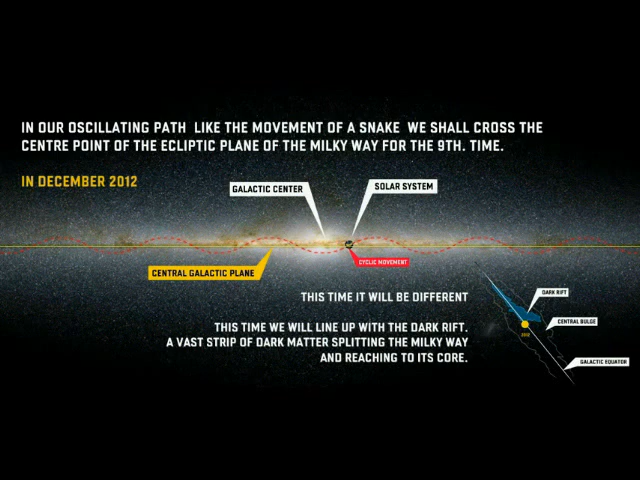 IN OUR OSCILLATING PATH LIKE THE MOVEMENT OF A SNAKE WE SHALL CROSS THE
CENTRE POINT OF THE ECLIPTIC PLANE OF THE MILKY WAY FOR THE 9TH. TIME.
IN DECEMBER 2012
GALACTIC CENTER
SOLAR SYSTEM
CYCLIC MOVEMENT
CENTRAL GALACTIC PLANE
THIS TIME IT WILL BE DIFFERENT
THIS TIME WE WILL LINE UP WITH THE DARK RIFT.
A VAST STRIP OF DARK MATTER SPLITTING THE MILKY WAY
AND REACHING TO ITS CORE.
DARK RIFT
CENTRAL BULGE
2012
GALACTIC EQUATOR